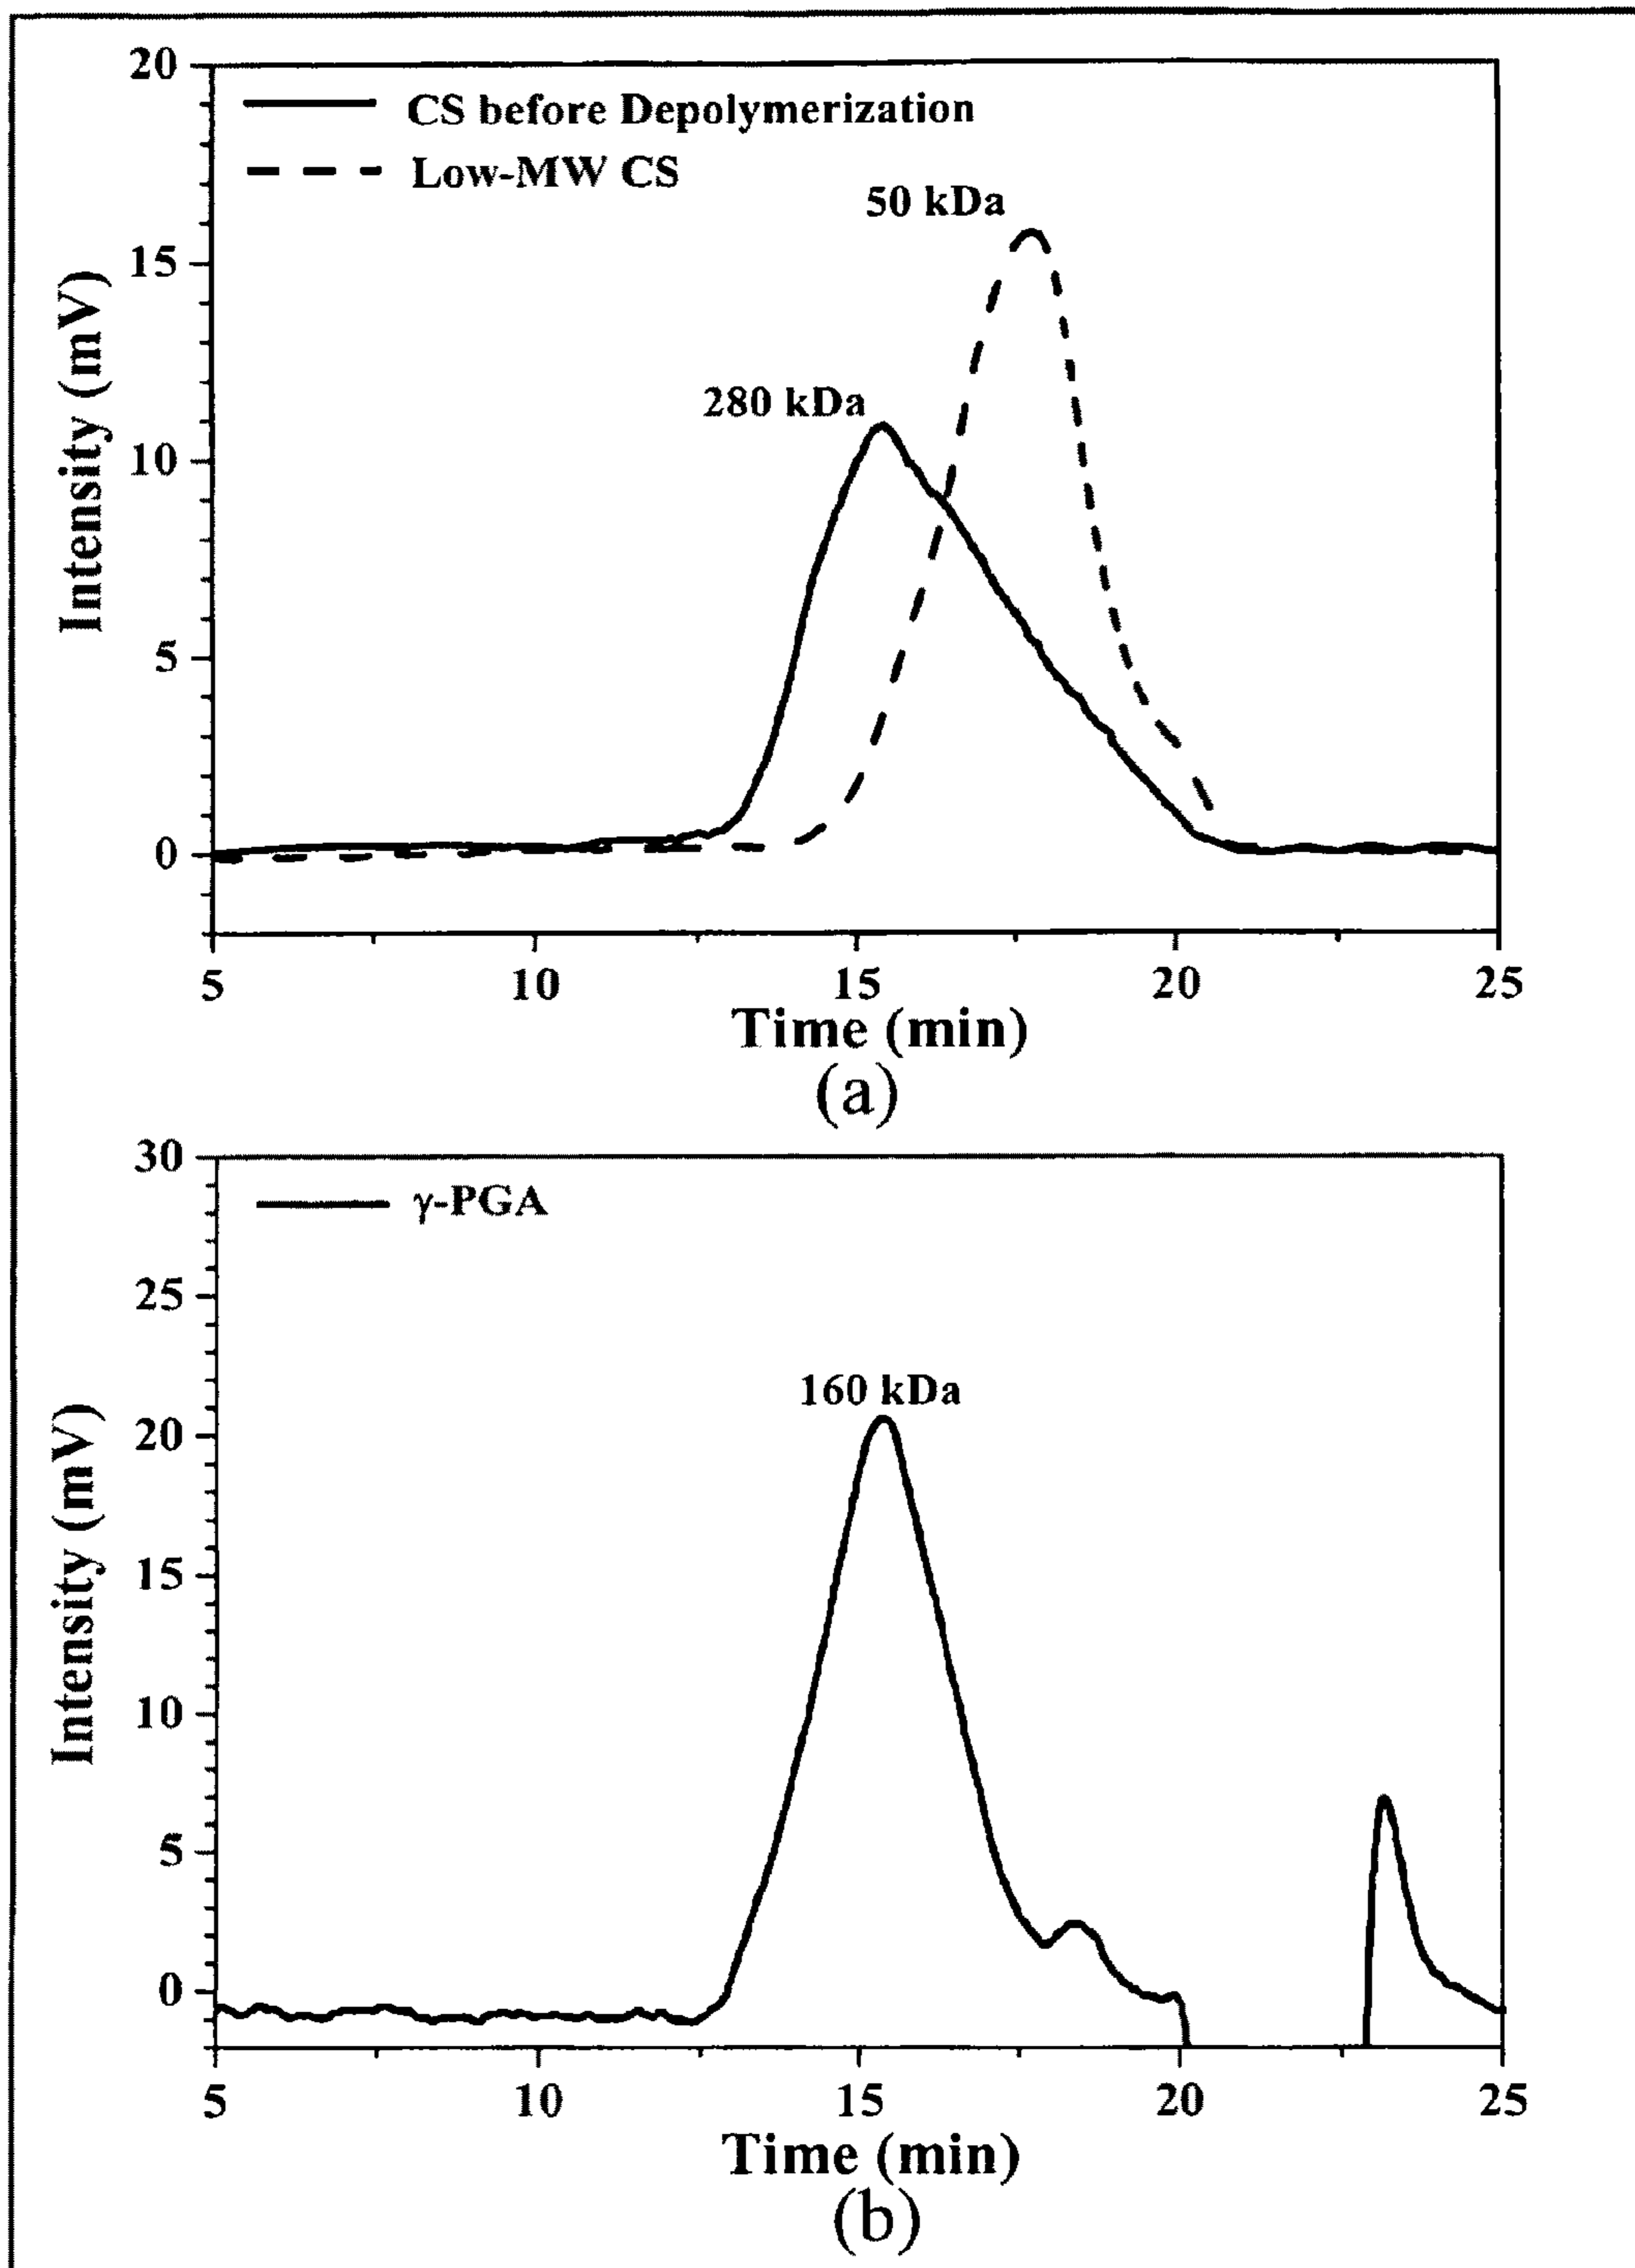 20
CS before Depolymerization
Low-MW CS
50 kDa
15
280 kDa
10
5
0
Intensity (mV)
5 10 15 20 25
Time (min)
(a)
30
γ-PGA
25
160 kDa
20
15
10
5
0
Intensity (mV)
5 10 15 20 25
Time (min)
(b)